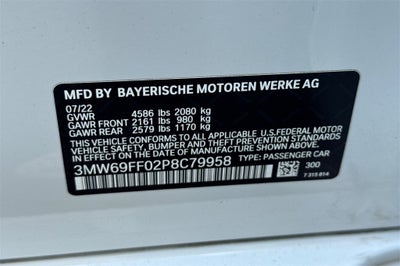 MFD BY BAYERISCHE MOTOREN WERKE AG
07/22
GVWR 4586 lbs 2080 kg
GAWR FRONT 2161 lbs 980 kg
GAWR REAR 2579 lbs 1170 kg
THIS VEHICLE CONFORMS TO ALL APPLICABLE U.S.FEDERAL MOTOR
VEHICLE SAFETY, BUMPER, AND THEFT PREVENTION STANDARDS IN
EFFECT ON THE DATE OF MANUFACTURE SHOWN ABOVE.
3MW69FF02P8C79958 TYPE: PASSENGER CAR
300
7 315 814